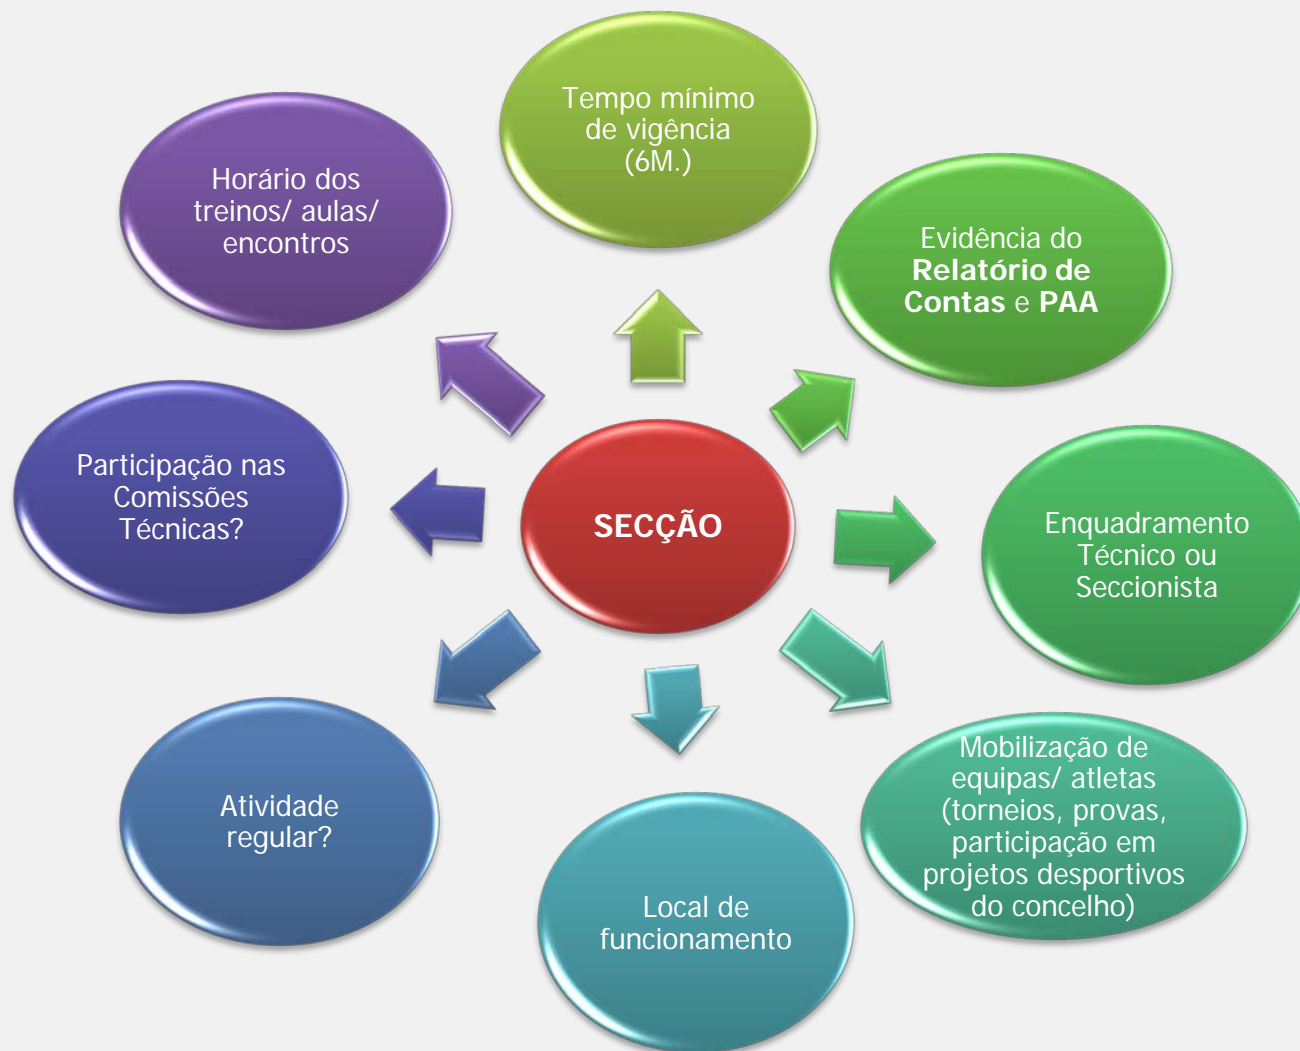 Tempo mínimo
de vigência
(6M.)
Horário dos
treinos/ aulas/
encontros
Evidência do
Relatório de
Contas e PAA
Participação nas
Comissões
Técnicas?
SECÇÃO
Enquadramento
Técnico ou
Seccionista
Atividade
regular?
Local de
funcionamento
Mobilização de
equipas/ atletas
(torneios, provas,
participação em
projetos desportivos
do concelho)